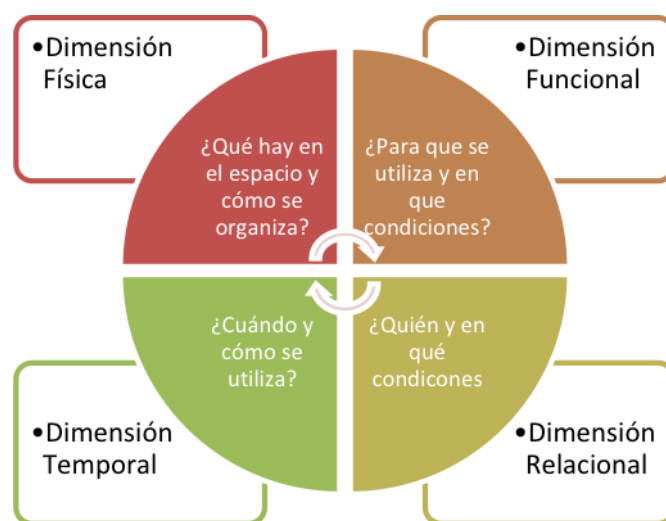 •Dimensión
Física
•Dimensión
Funcional
¿Qué hay en
el espacio y
cómo se
organiza?
¿Para que se
utiliza y en
que
condiciones?
¿Cuándo y
cómo se
utiliza?
¿Quién y en
qué
condicones
•Dimensión
Temporal
•Dimensión
Relacional